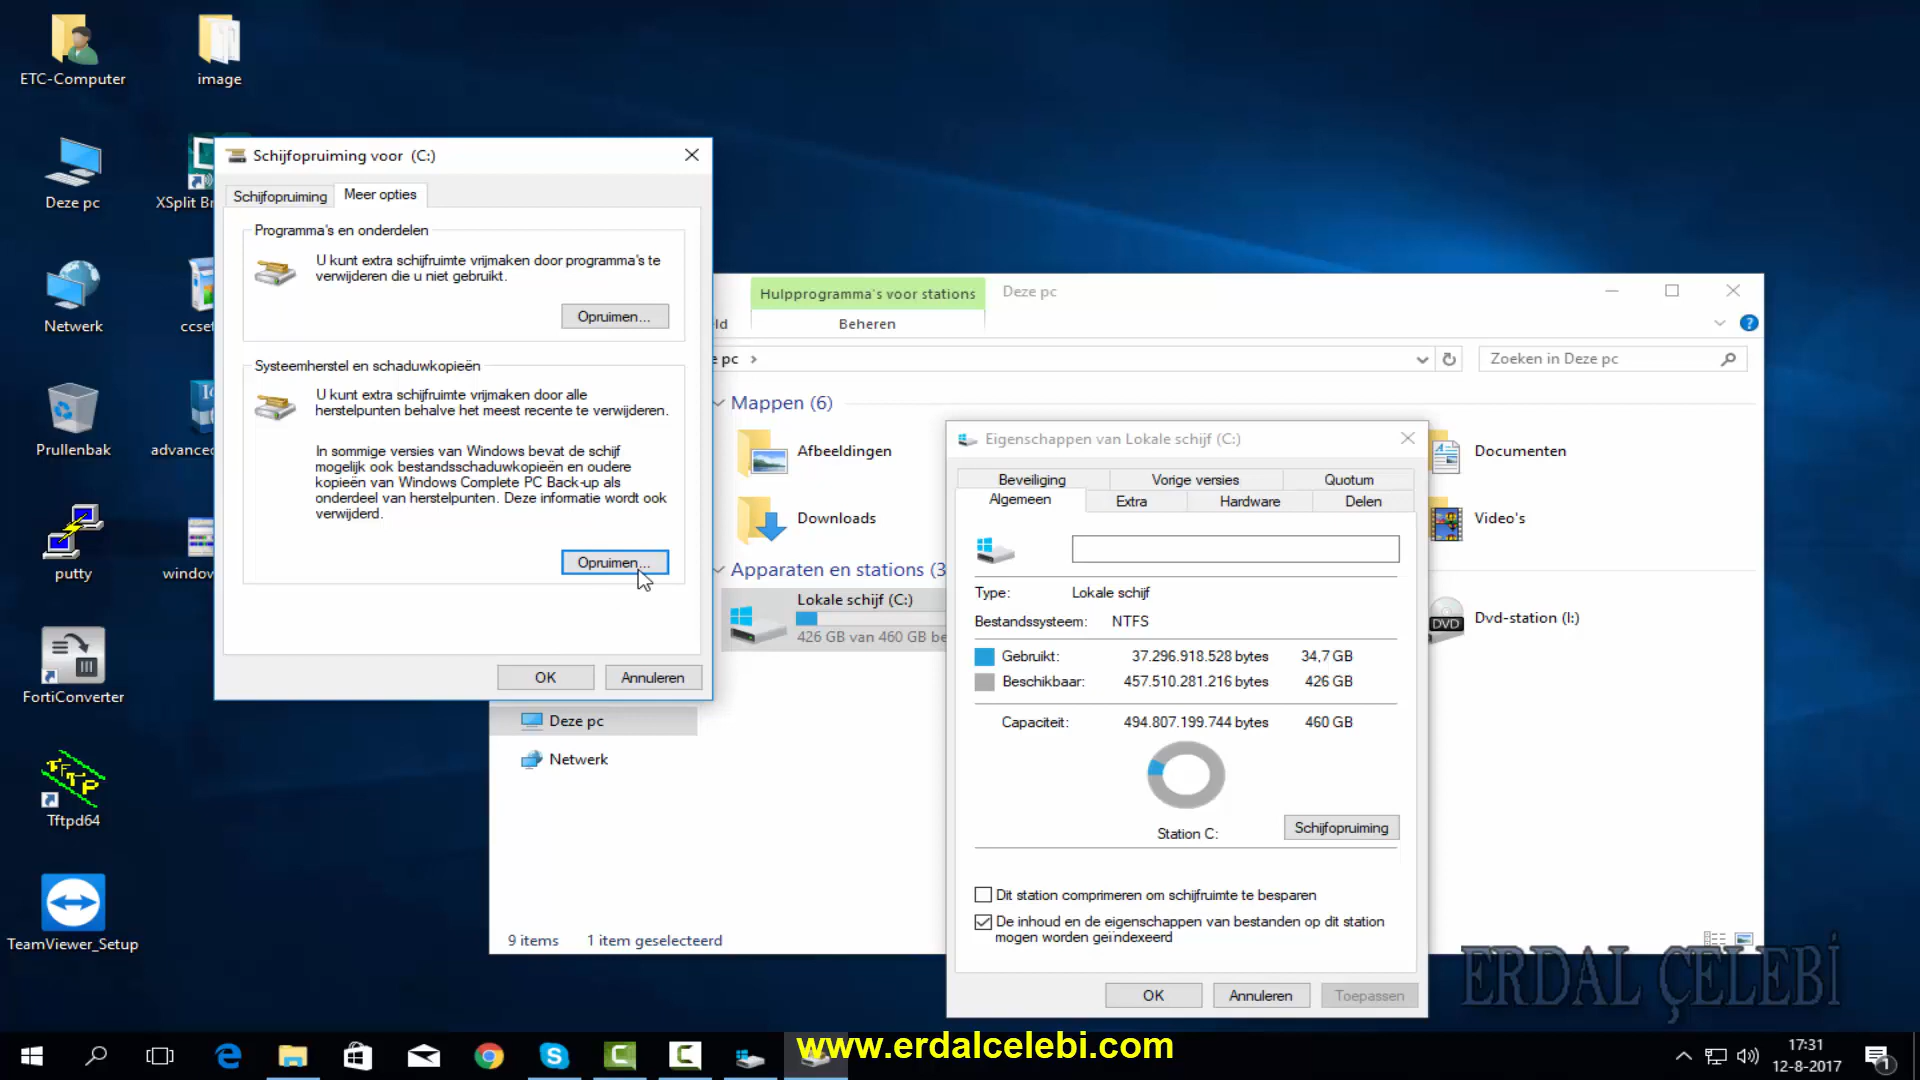 ETC-Computer
image
Deze pc
XSplit Br
Netwerk
ccset
Prullenbak
advanced
putty
window
FortiConverter
Tftpd64
TeamViewer_Setup
Schijfopruiming voor (C:)
Schijfopruiming
Meer opties
Programma's en onderdelen
U kunt extra schijfruimte vrijmaken door programma's te
verwijderen die u niet gebruikt.
Opruimen...
Systeemherstel en schaduwkopieën
U kunt extra schijfruimte vrijmaken door alle
herstelpunten behalve het meest recente te verwijderen.
In sommige versies van Windows bevat de schijf
mogelijk ook bestandsschaduwkopieën en oudere
kopieën van Windows Complete PC Back-up als
onderdeel van herstelpunten. Deze informatie wordt ook
verwijderd.
Opruimen...
OK
Annuleren
Hulpprogramma's voor stations
Deze pc
ld
Beheren
e pc
Zoeken in Deze pc
Mappen (6)
Afbeeldingen
Documenten
Downloads
Video's
Apparaten en stations (3
Lokale schijf (C:)
426 GB van 460 GB be
DVD
Dvd-station (I:)
Deze pc
Netwerk
9 items
1 item geselecteerd
Eigenschappen van Lokale schijf (C:)
Beveiliging
Vorige versies
Quotum
Algemeen
Extra
Hardware
Delen
Type:
Lokale schijf
Bestandssysteem:
NTFS
Gebruikt:
37.296.918.528 bytes
34,7 GB
Beschikbaar:
457.510.281.216 bytes
426 GB
Capaciteit:
494.807.199.744 bytes
460 GB
Station C:
Schijfopruiming
Dit station comprimeren om schijfruimte te besparen
De inhoud en de eigenschappen van bestanden op dit station
mogen worden geïndexeerd
OK
Annuleren
Toepassen
ERDAL ÇELEBİ
www.erdalcelebi.com
17:31
12-8-2017
1